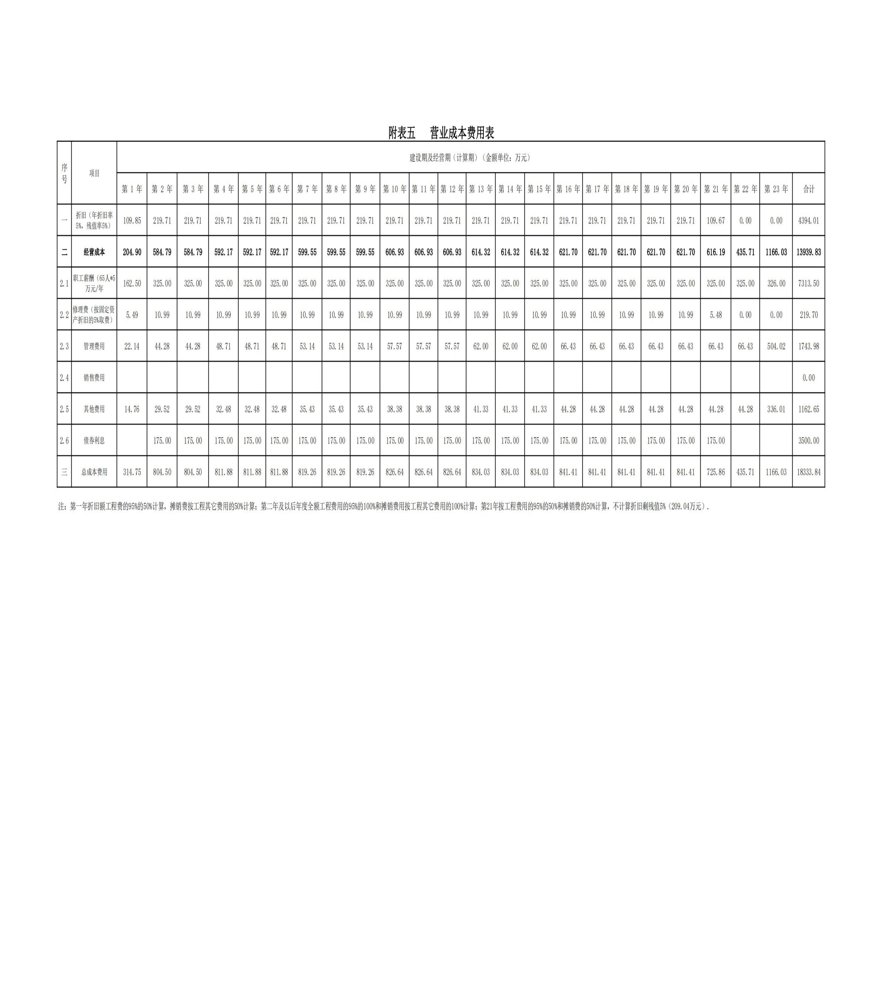 附表五 营业成本费用表
序号 项目 建设期及经营期（计算期）（金额单位：万元）
第 1 年 第 2 年 第 3 年 第 4 年 第 5 年 第 6 年 第 7 年 第 8 年 第 9 年 第 10 年 第 11 年 第 12 年 第 13 年 第 14 年 第 15 年 第 16 年 第 17 年 第 18 年 第 19 年 第 20 年 第 21 年 第 22 年 第 23 年 合计
一 折旧（年折旧率5%，残值率5%） 109.85 219.71 219.71 219.71 219.71 219.71 219.71 219.71 219.71 219.71 219.71 219.71 219.71 219.71 219.71 219.71 219.71 219.71 219.71 219.71 109.67 0.00 0.00 4394.01
二 经营成本 204.90 584.79 584.79 592.17 592.17 592.17 599.55 599.55 599.55 606.93 606.93 606.93 614.32 614.32 614.32 621.70 621.70 621.70 621.70 621.70 616.19 435.71 1166.03 13939.83
2.1 职工薪酬（65人*5万元/年 162.50 325.00 325.00 325.00 325.00 325.00 325.00 325.00 325.00 325.00 325.00 325.00 325.00 325.00 325.00 325.00 325.00 325.00 325.00 325.00 325.00 325.00 326.00 7313.50
2.2 修理费（按固定资产折旧的5%取费） 5.49 10.99 10.99 10.99 10.99 10.99 10.99 10.99 10.99 10.99 10.99 10.99 10.99 10.99 10.99 10.99 10.99 10.99 10.99 10.99 5.48 0.00 0.00 219.70
2.3 管理费用 22.14 44.28 44.28 48.71 48.71 48.71 53.14 53.14 53.14 57.57 57.57 57.57 62.00 62.00 62.00 66.43 66.43 66.43 66.43 66.43 66.43 66.43 504.02 1743.98
2.4 销售费用 0.00
2.5 其他费用 14.76 29.52 29.52 32.48 32.48 32.48 35.43 35.43 35.43 38.38 38.38 38.38 41.33 41.33 41.33 44.28 44.28 44.28 44.28 44.28 44.28 44.28 336.01 1162.65
2.6 债券利息 175.00 175.00 175.00 175.00 175.00 175.00 175.00 175.00 175.00 175.00 175.00 175.00 175.00 175.00 175.00 175.00 175.00 175.00 175.00 175.00 3500.00
三 总成本费用 314.75 804.50 804.50 811.88 811.88 811.88 819.26 819.26 819.26 826.64 826.64 826.64 834.03 834.03 834.03 841.41 841.41 841.41 841.41 841.41 725.86 435.71 1166.03 18333.84
注：第一年折旧额工程费的95%的50%计算，摊销费按工程其它费用的50%计算；第二年及以后年度全额工程费用的95%的100%和摊销费用按工程其它费用的100%计算；第21年按工程费用的95%的50%和摊销费的50%计算，不计算折旧剩残值5%（209.04万元）.